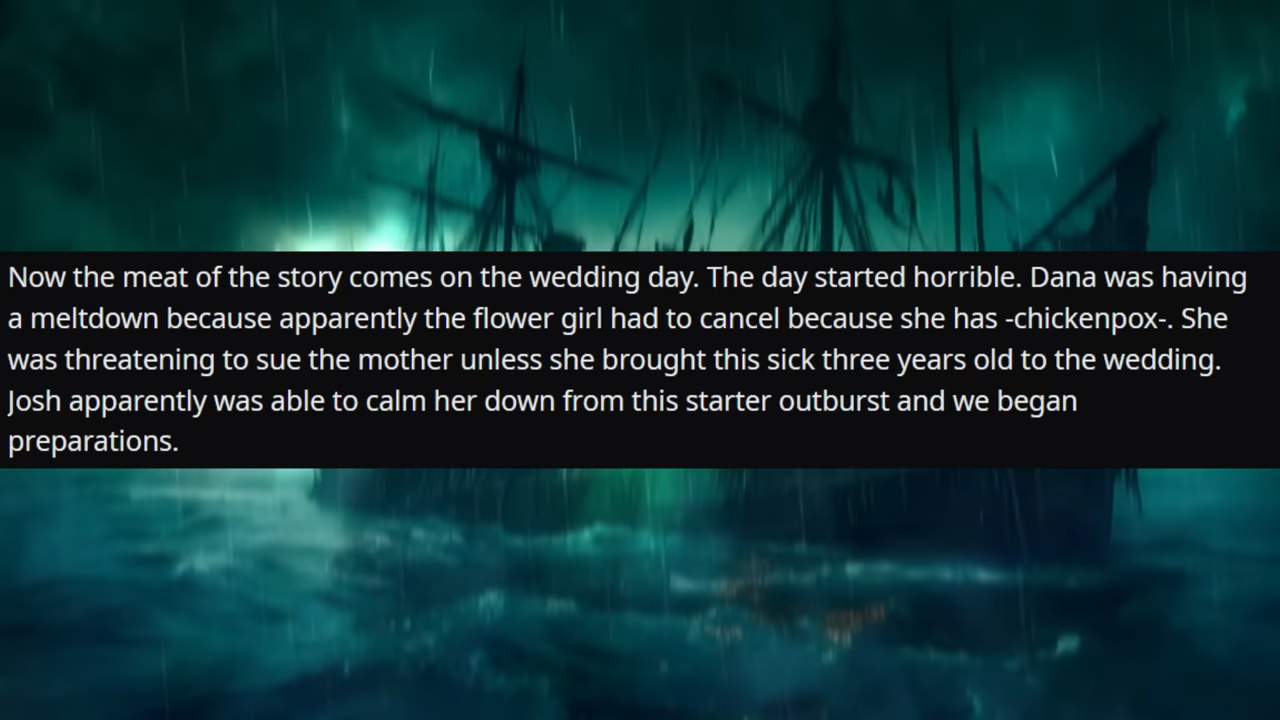 Now the meat of the story comes on the wedding day. The day started horrible. Dana was having
a meltdown because apparently the flower girl had to cancel because she has -chickenpox-. She
was threatening to sue the mother unless she brought this sick three years old to the wedding.
Josh apparently was able to calm her down from this starter outburst and we began
preparations.